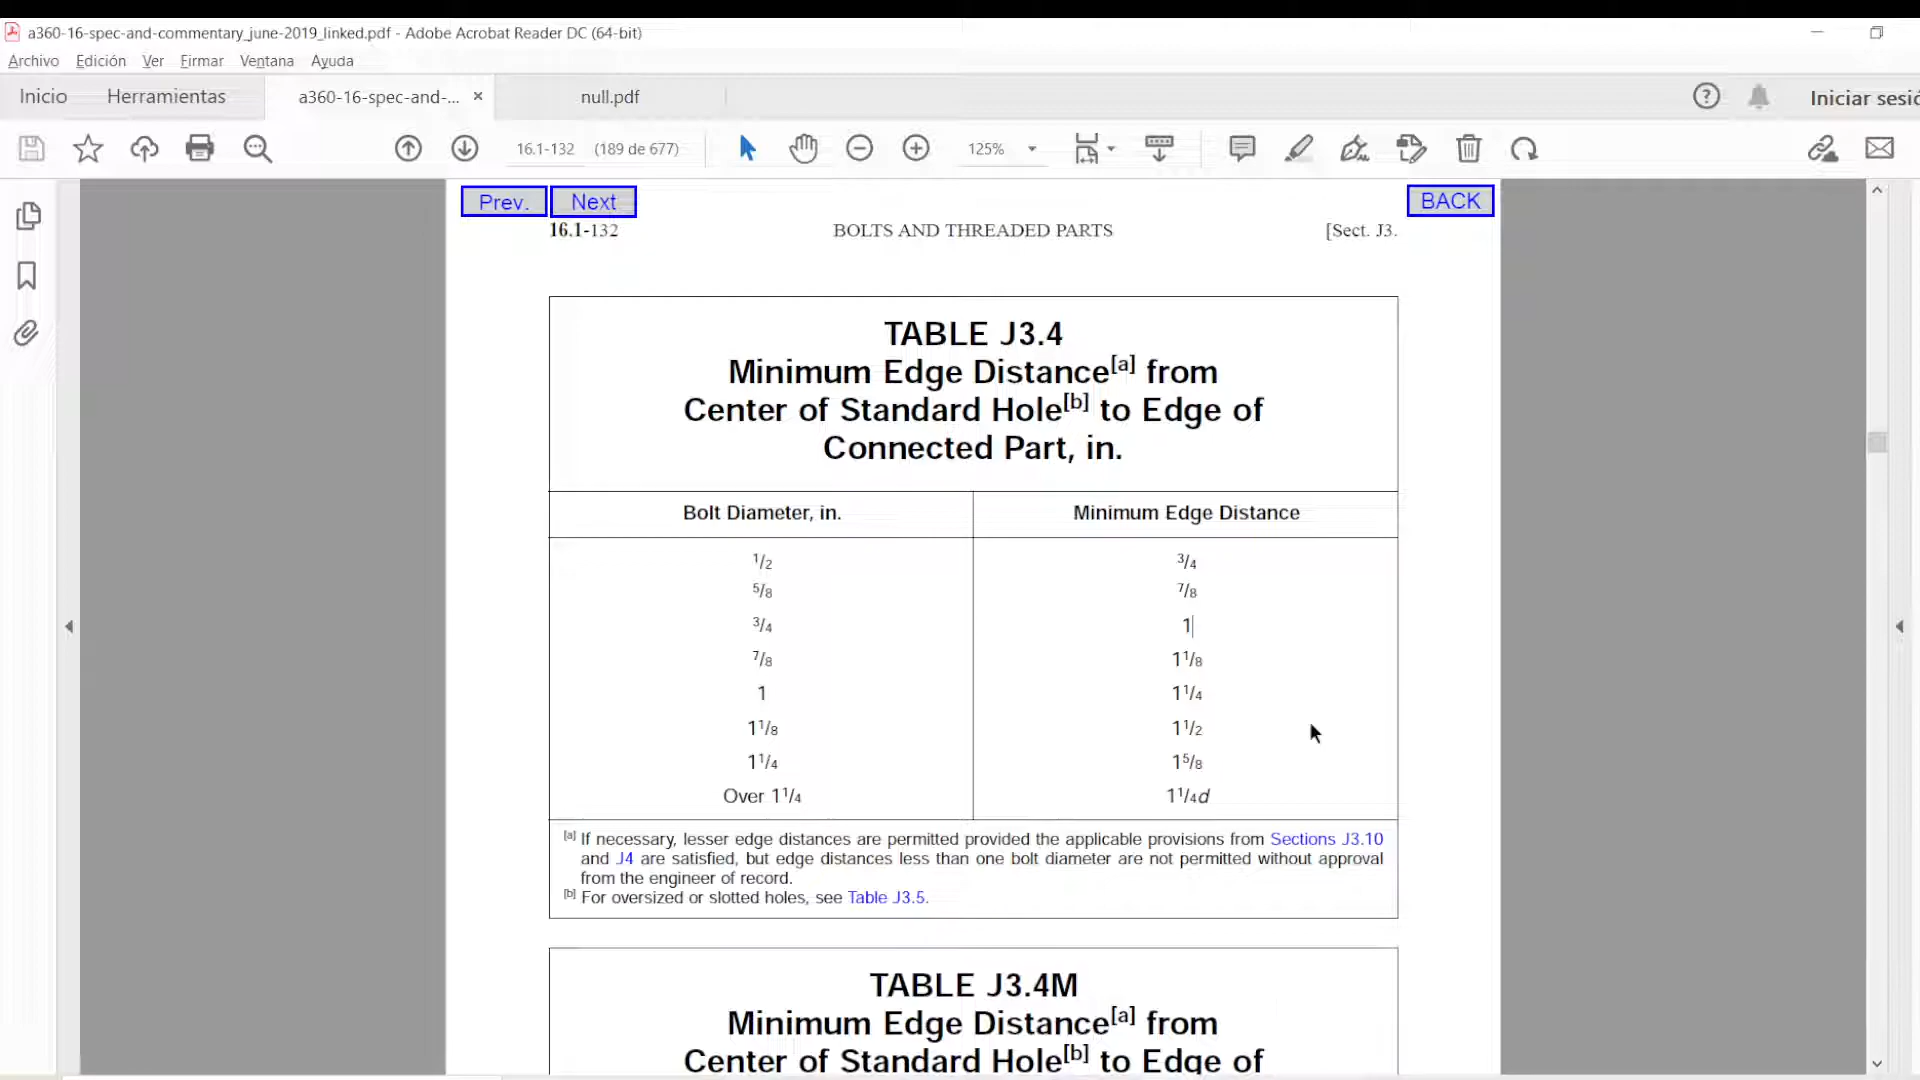 a360-16-spec-and-commentary_june-2019_linked.pdf - Adobe Acrobat Reader DC (64-bit)
Archivo Edición Ver Firmar Ventana Ayuda
Inicio Herramientas a360-16-spec-and-... × null.pdf Iniciar sesió
16.1-132 (189 de 677) 125%
Prev. Next BACK
16.1-132 BOLTS AND THREADED PARTS [Sect. J3.
TABLE J3.4
Minimum Edge Distance[a] from
Center of Standard Hole[b] to Edge of
Connected Part, in.
Bolt Diameter, in. Minimum Edge Distance
1/2 3/4
5/8 7/8
3/4 1
7/8 1 1/8
1 1 1/4
1 1/8 1 1/2
1 1/4 1 5/8
Over 1 1/4 1 1/4 d
[a] If necessary, lesser edge distances are permitted provided the applicable provisions from Sections J3.10
and J4 are satisfied, but edge distances less than one bolt diameter are not permitted without approval
from the engineer of record.
[b] For oversized or slotted holes, see Table J3.5.
TABLE J3.4M
Minimum Edge Distance[a] from
Center of Standard Hole[b] to Edge of